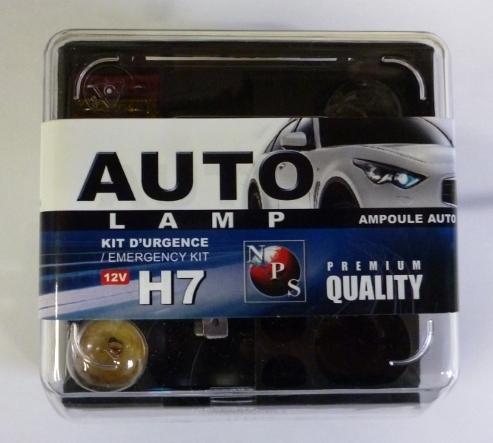 AUTO
LAMP
AMPOULE AUTO
KIT D'URGENCE
/ EMERGENCY KIT
12V H7
NPS
PREMIUM
QUALITY